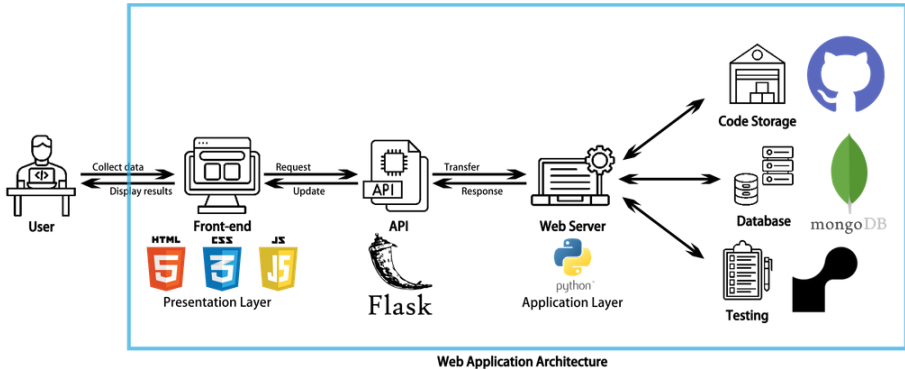 Code Storage
Collect data
Display results
Request
Update
API
Transfer
Response
User
Front-end
API
Web Server
Database
mongoDB
HTML
CSS
JS
5
3
JS
Presentation Layer
Flask
python
Application Layer
Testing
Web Application Architecture